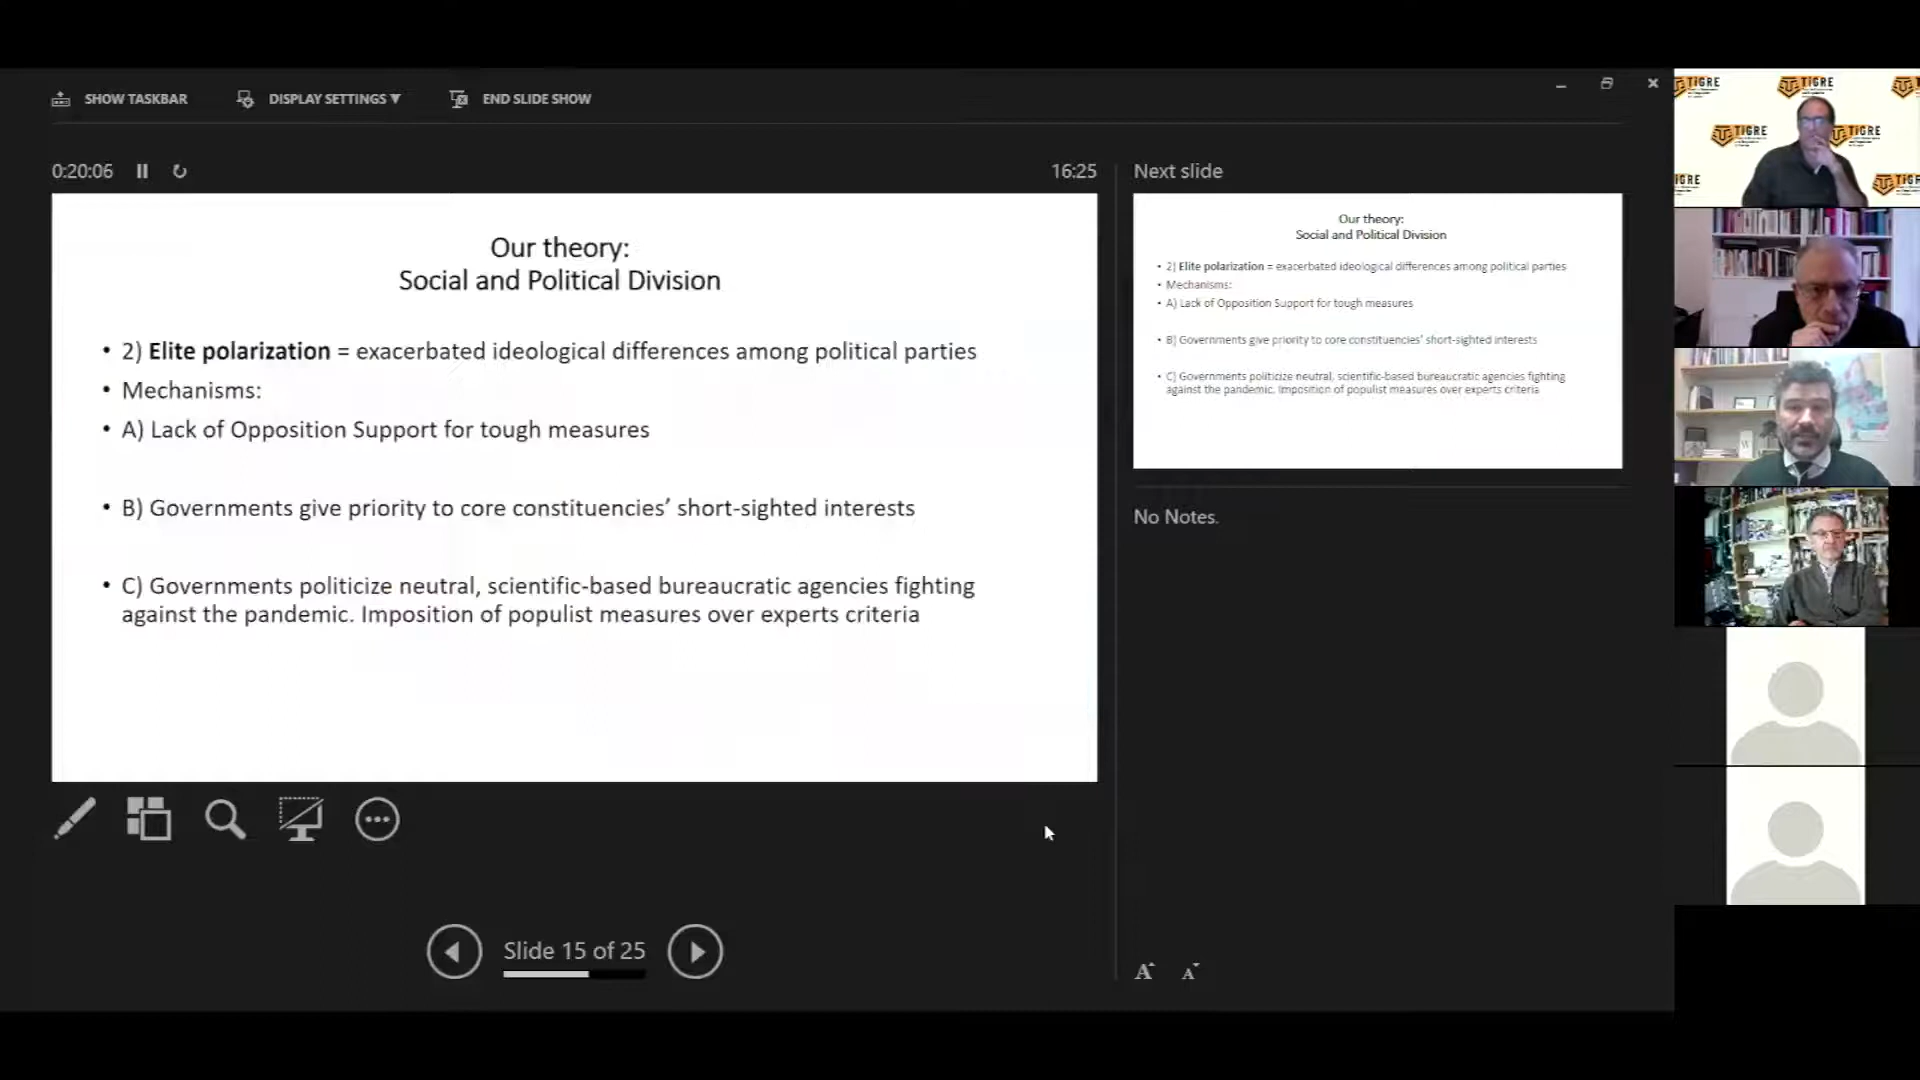 SHOW TASKBAR
DISPLAY SETTINGS ▼
END SLIDE SHOW
0:20:06
16:25
Our theory:
Social and Political Division
• 2) Elite polarization = exacerbated ideological differences among political parties
• Mechanisms:
• A) Lack of Opposition Support for tough measures
• B) Governments give priority to core constituencies’ short-sighted interests
• C) Governments politicize neutral, scientific-based bureaucratic agencies fighting
against the pandemic. Imposition of populist measures over experts criteria
Slide 15 of 25
Next slide
Our theory:
Social and Political Division
• 2) Elite polarization = exacerbated ideological differences among political parties
• Mechanisms:
• A) Lack of Opposition Support for tough measures
• B) Governments give priority to core constituencies’ short-sighted interests
• C) Governments politicize neutral, scientific-based bureaucratic agencies fighting
against the pandemic. Imposition of populist measures over experts criteria
No Notes.
A A
TiGRE
TiGRE
TiGRE
TiGRE